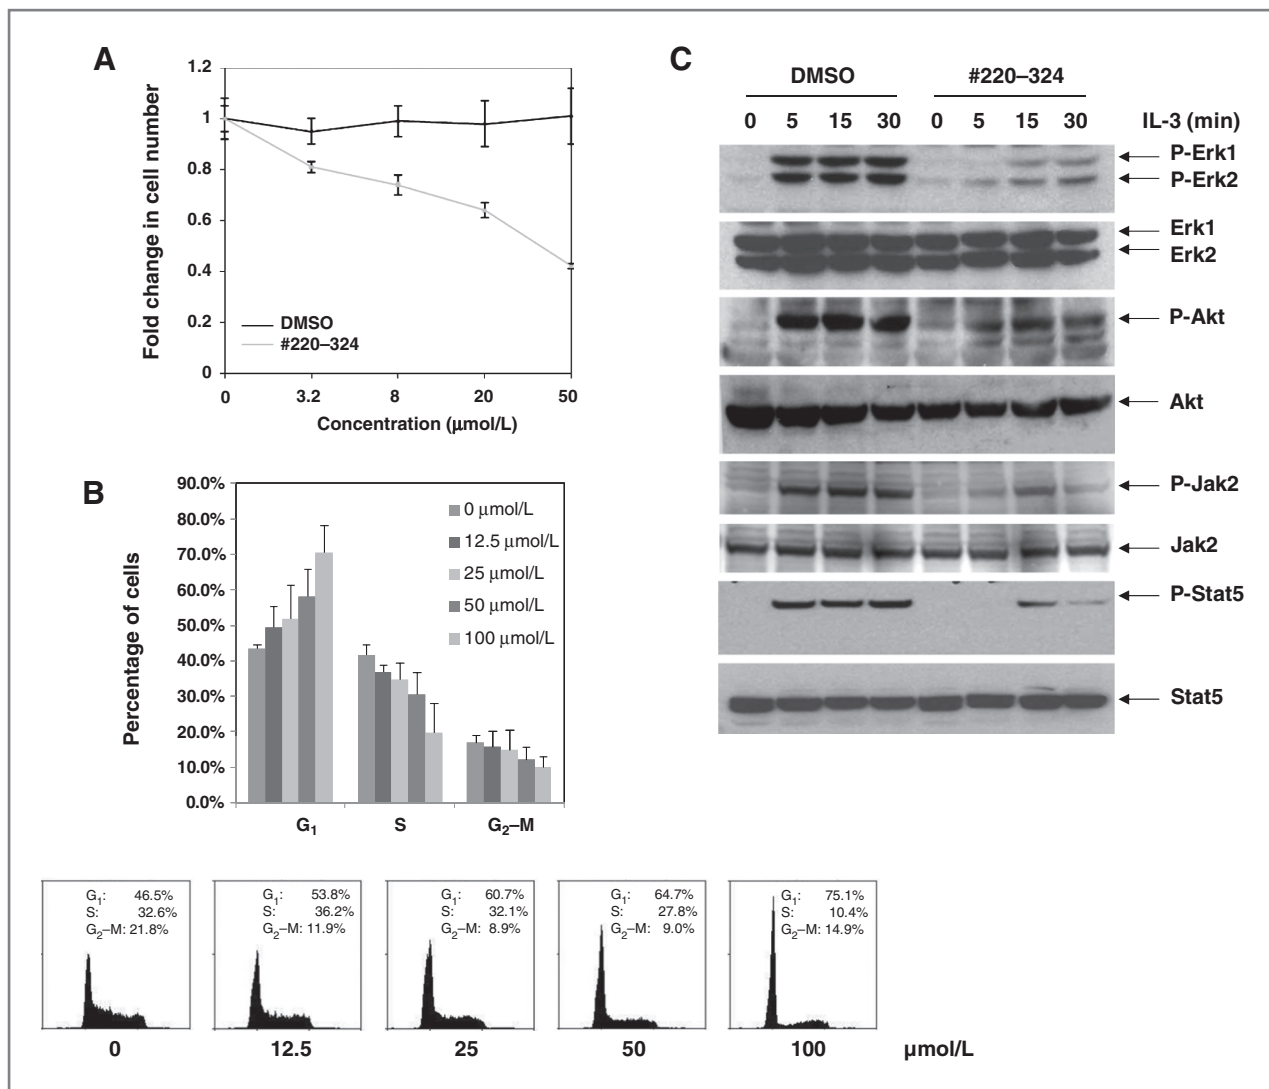 A
1.2
1
0.8
0.6
0.4
0.2
0
Fold change in cell number
DMSO
#220–324
0 3.2 8 20 50
Concentration (µmol/L)
B
90.0%
80.0%
70.0%
60.0%
50.0%
40.0%
30.0%
20.0%
10.0%
0.0%
Percentage of cells
0 µmol/L
12.5 µmol/L
25 µmol/L
50 µmol/L
100 µmol/L
G1 S G2–M
G1: 46.5%
S: 32.6%
G2–M: 21.8%
0
G1: 53.8%
S: 36.2%
G2–M: 11.9%
12.5
G1: 60.7%
S: 32.1%
G2–M: 8.9%
25
G1: 64.7%
S: 27.8%
G2–M: 9.0%
50
G1: 75.1%
S: 10.4%
G2–M: 14.9%
100
µmol/L
C
DMSO #220–324
0 5 15 30 0 5 15 30 IL-3 (min)
P-Erk1
P-Erk2
Erk1
Erk2
P-Akt
Akt
P-Jak2
Jak2
P-Stat5
Stat5